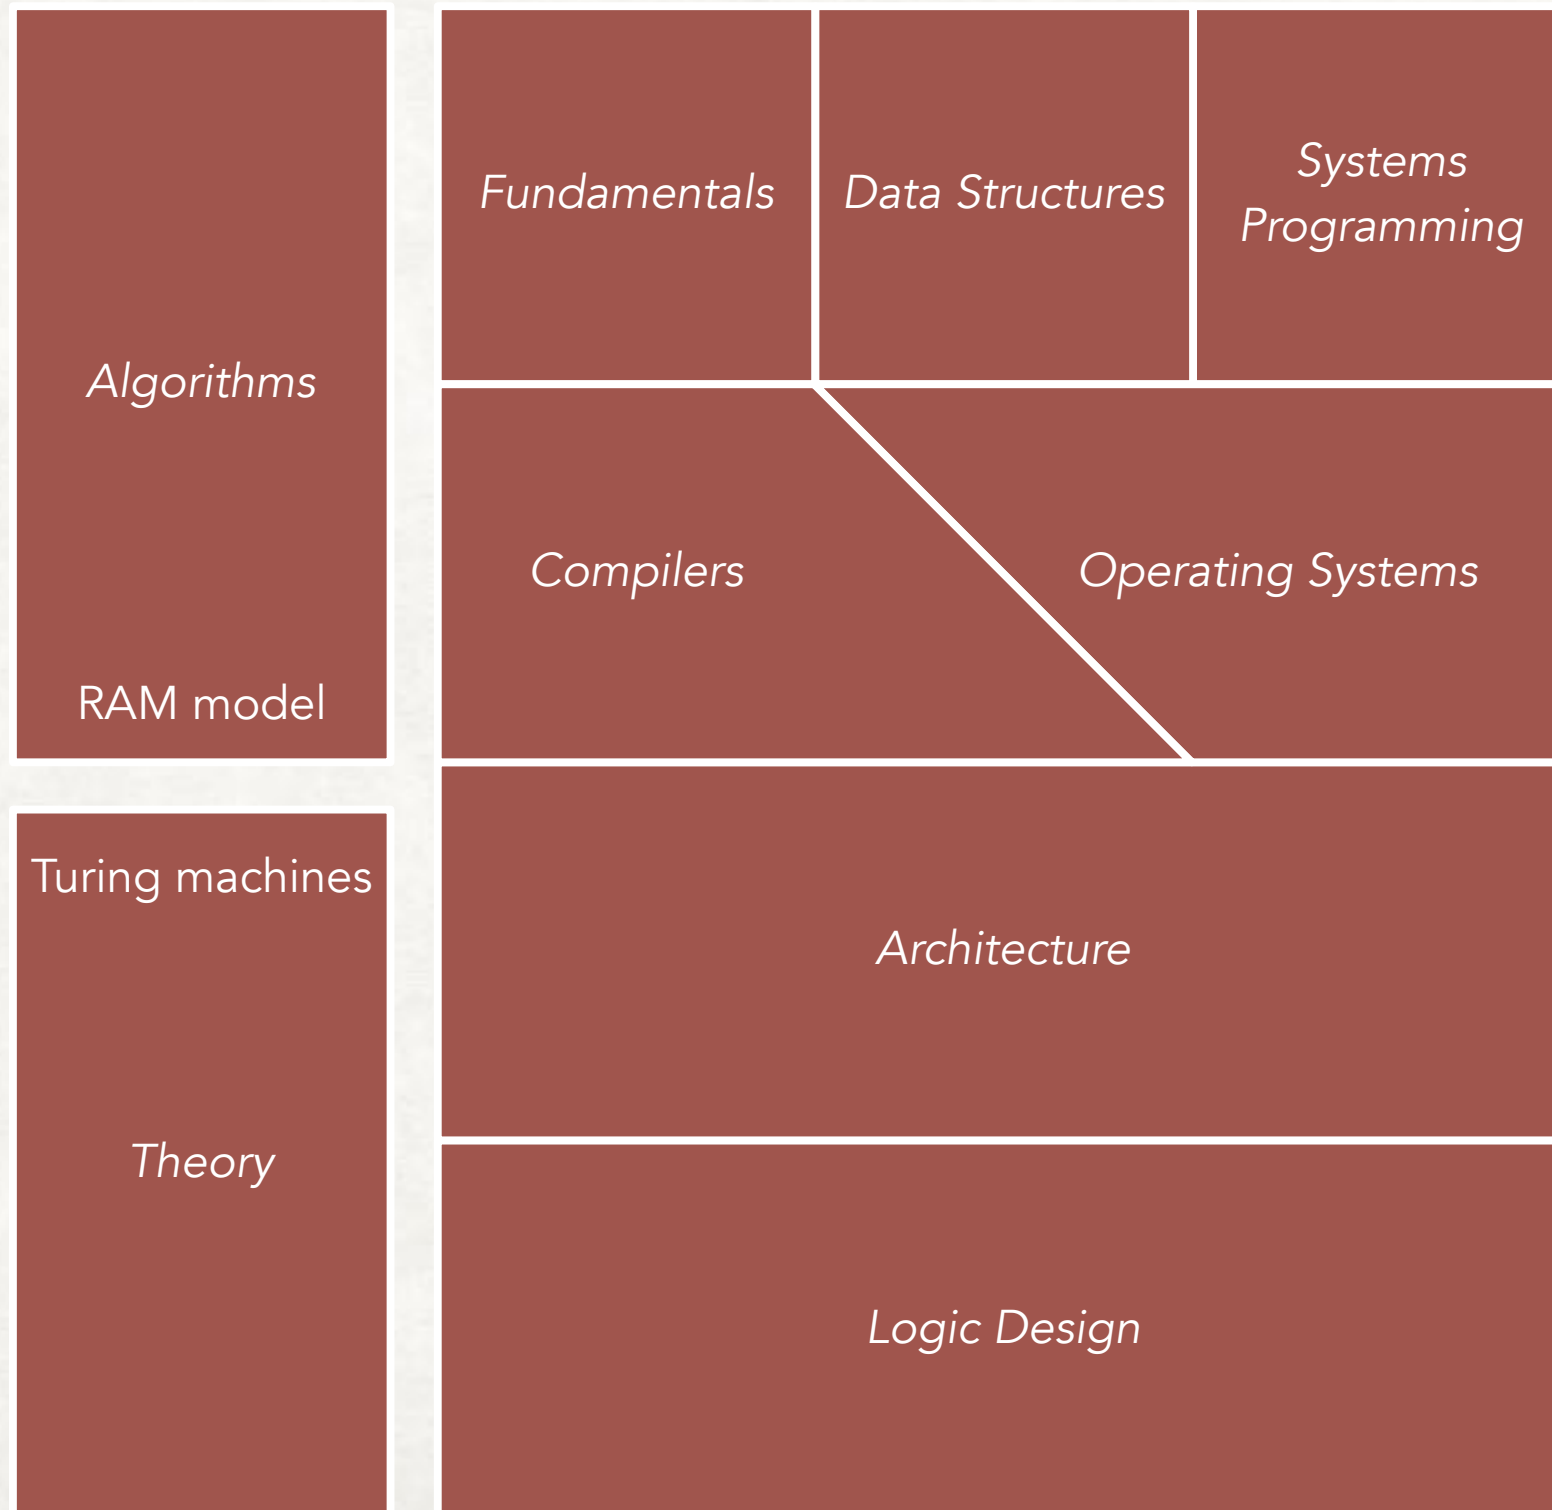 Algorithms
RAM model
Turing machines
Theory
Fundamentals
Data Structures
Systems
Programming
Compilers
Operating Systems
Architecture
Logic Design